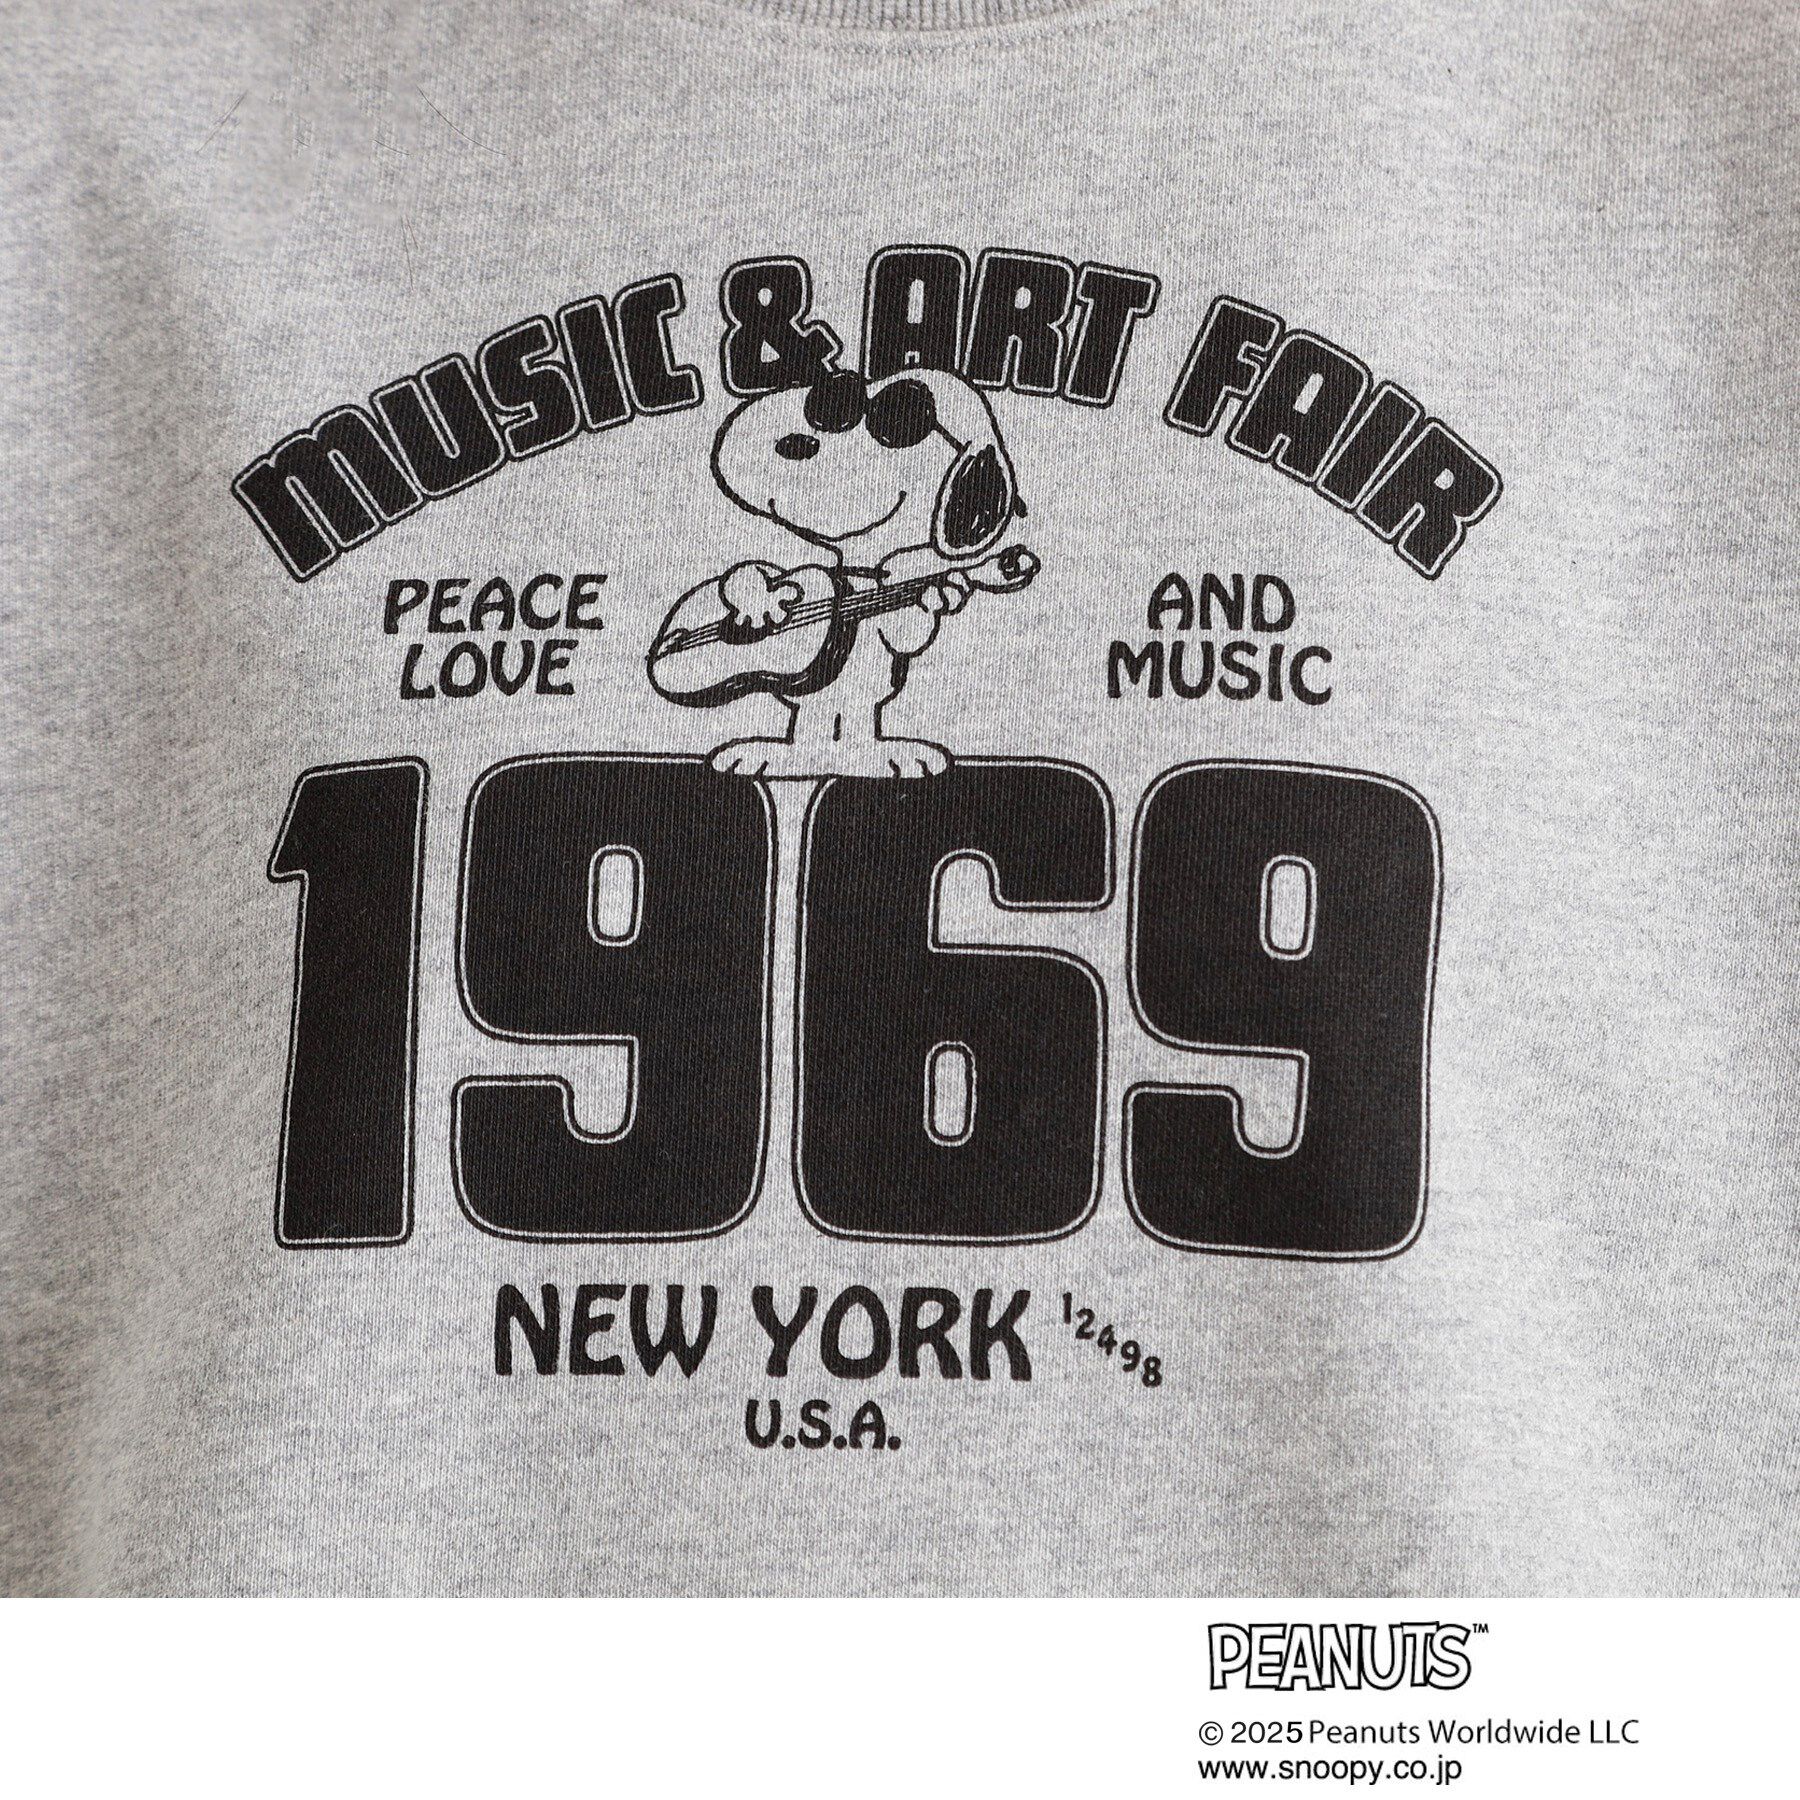 MUSIC & ART FAIR
PEACE
LOVE
AND
MUSIC
1969
NEW YORK 12498
U.S.A.
PEANUTS™
© 2025 Peanuts Worldwide LLC
www.snoopy.co.jp